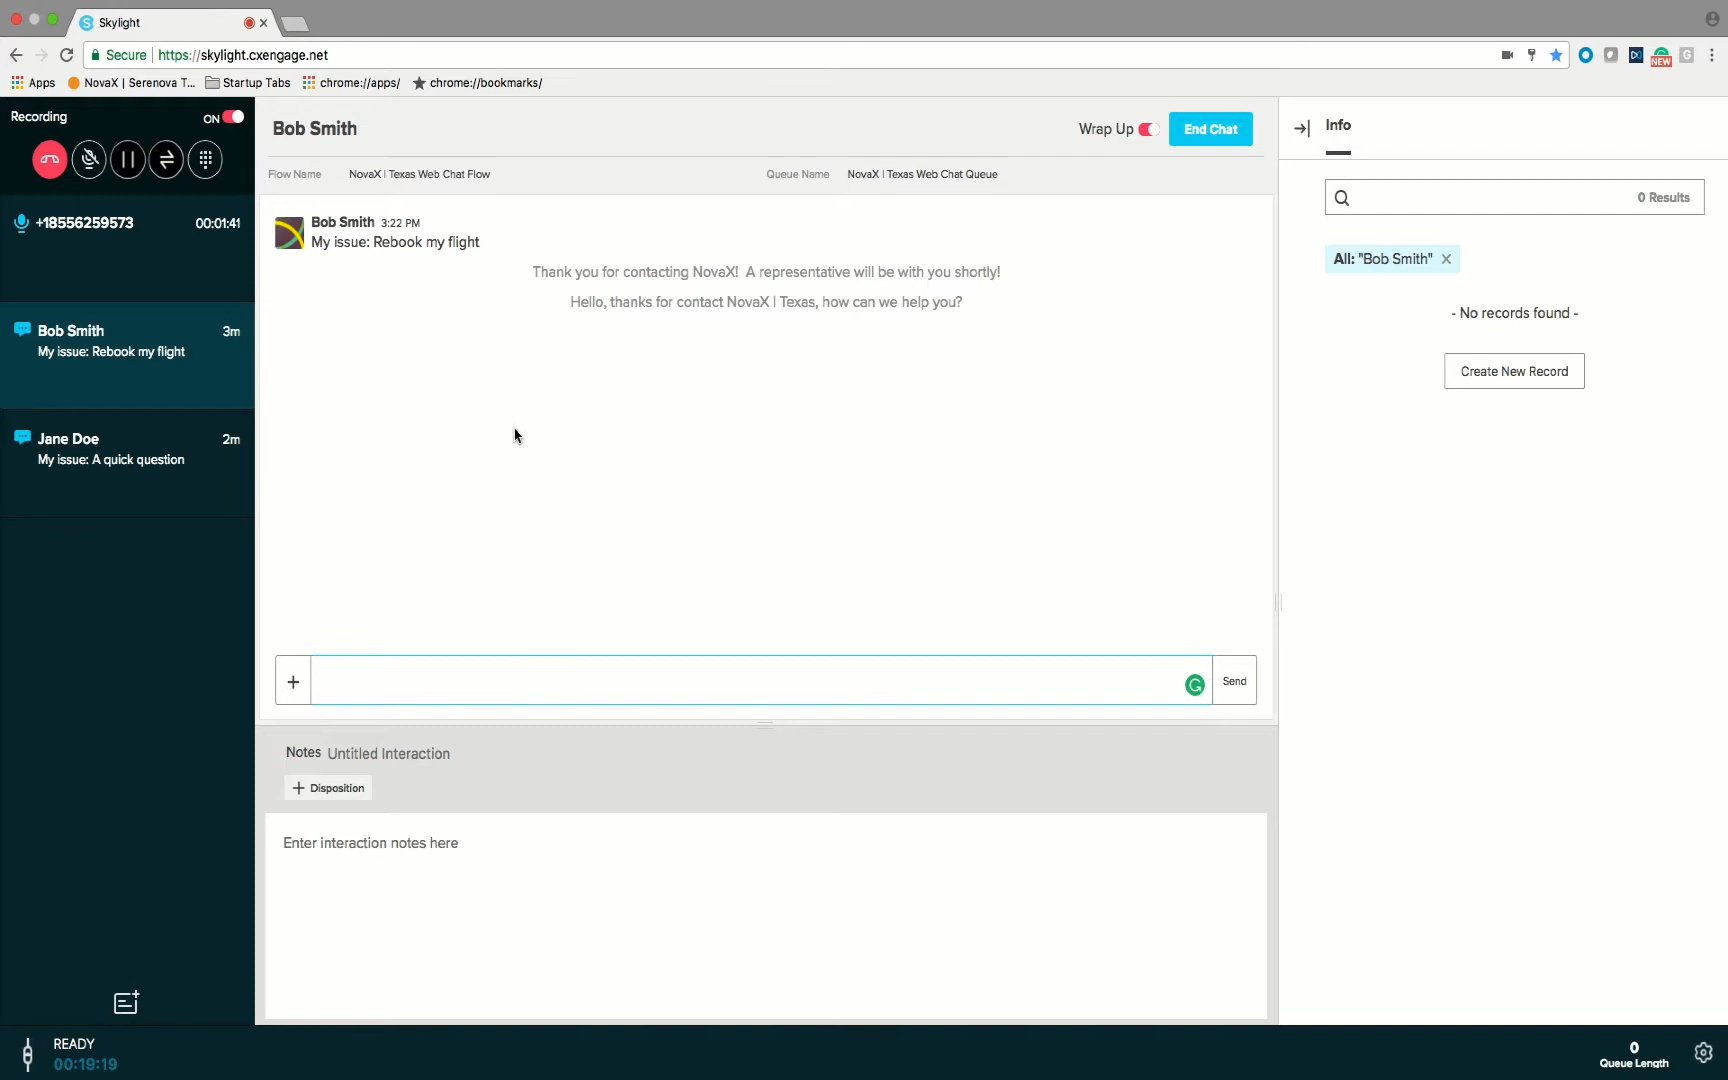 Skylight
Secure https://skylight.cxengage.net
NEW
Apps NovaX | Serenova T... Startup Tabs chrome://apps/ chrome://bookmarks/
Recording ON
+18556259573 00:01:41
Bob Smith 3m
My issue: Rebook my flight
Jane Doe 2m
My issue: A quick question
Bob Smith Wrap Up End Chat
Flow Name NovaX | Texas Web Chat Flow Queue Name NovaX | Texas Web Chat Queue
Bob Smith 3:22 PM
My issue: Rebook my flight
Thank you for contacting NovaX! A representative will be with you shortly!
Hello, thanks for contact NovaX | Texas, how can we help you?
Send
Notes Untitled Interaction
Disposition
Enter interaction notes here
Info
0 Results
All: "Bob Smith"
- No records found -
Create New Record
READY
00:19:19
0
Queue Length